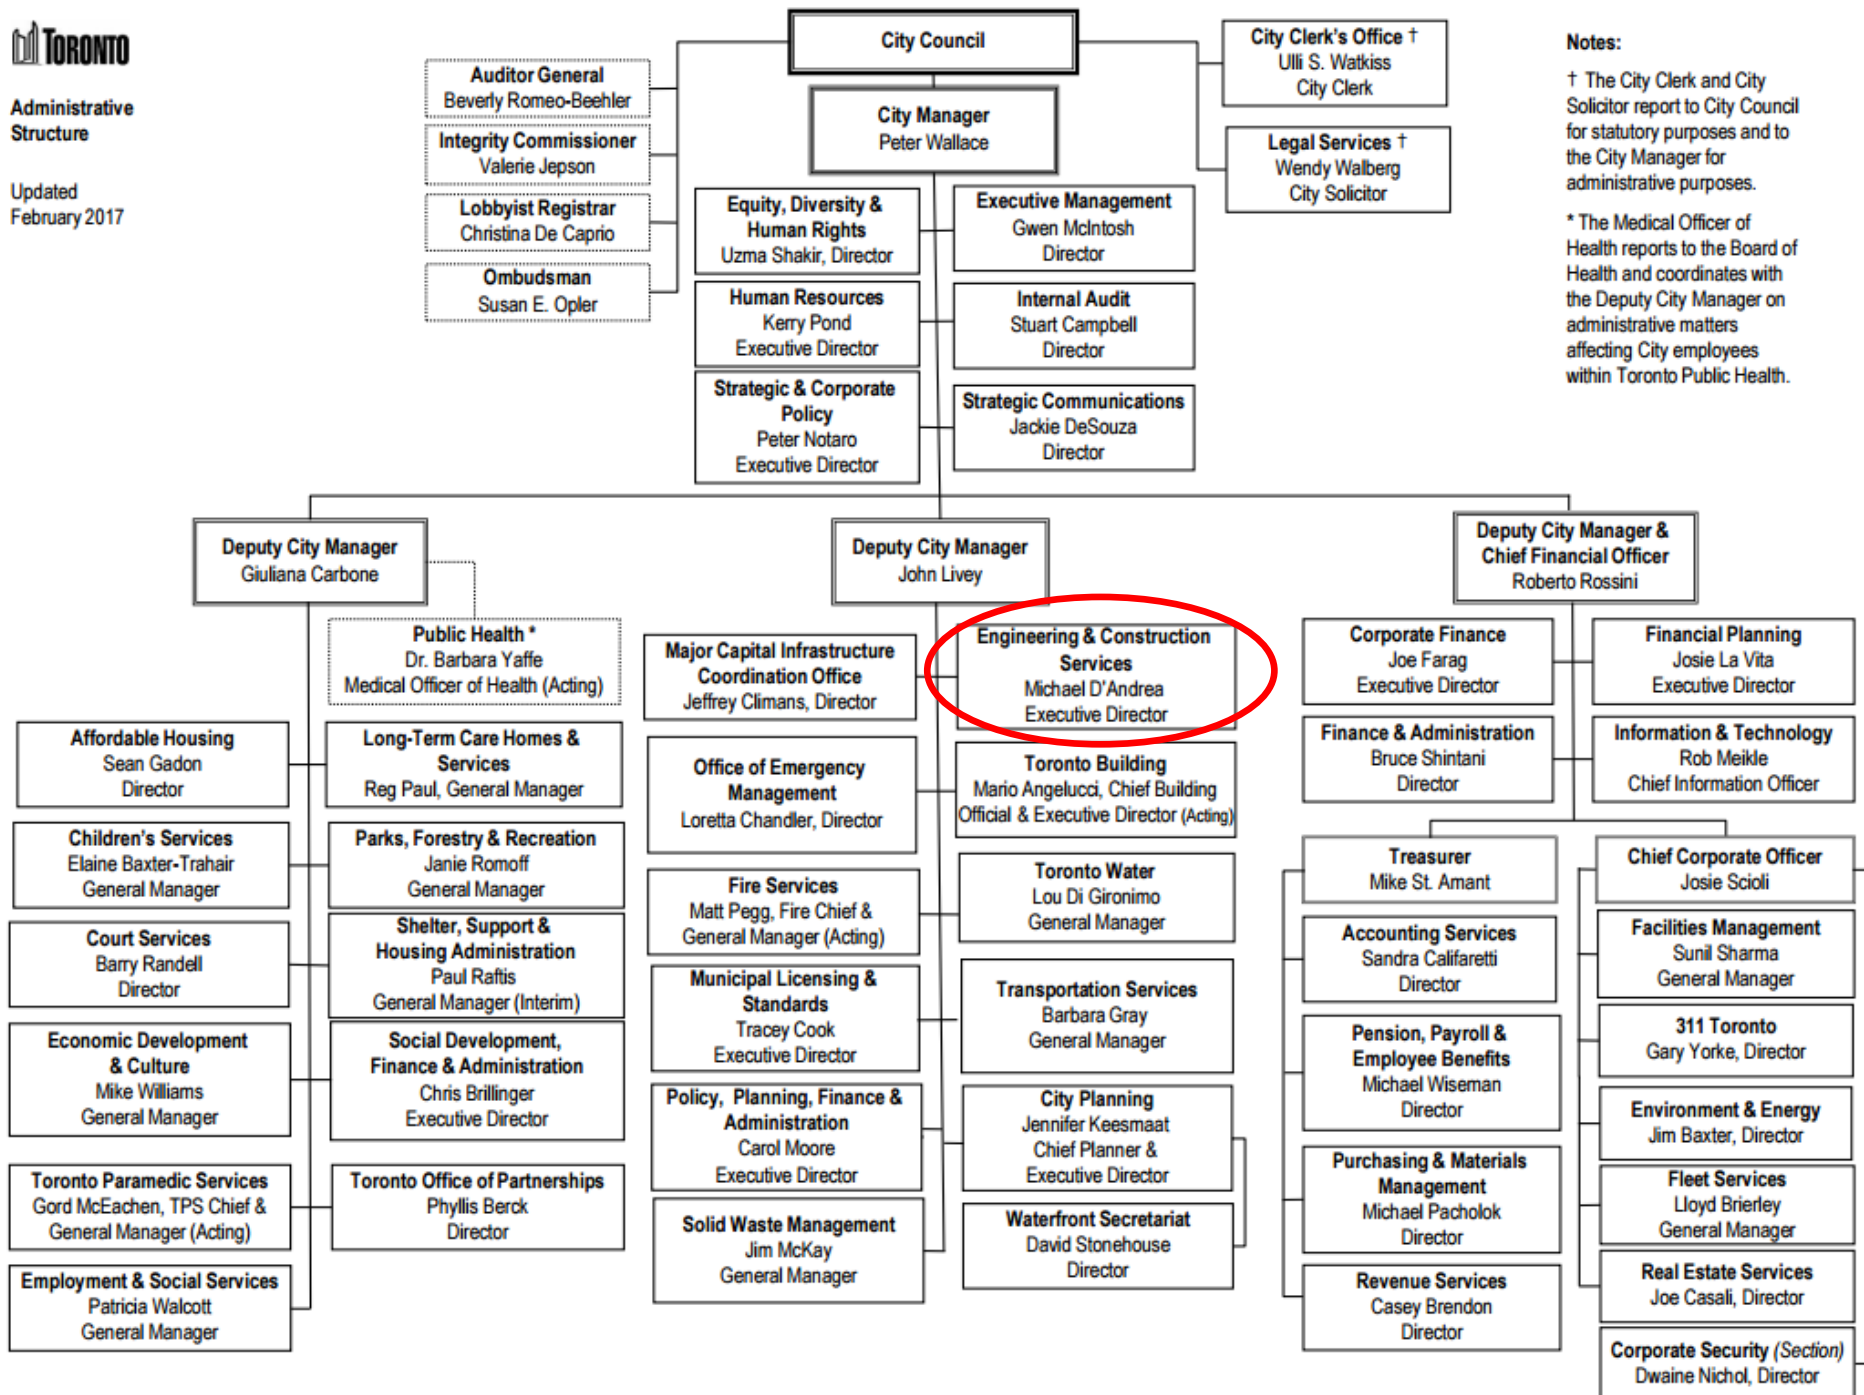 TORONTO
Administrative
Structure
Updated
February 2017
City Council
City Manager
Peter Wallace
Auditor General
Beverly Romeo-Beehler
Integrity Commissioner
Valerie Jepson
Lobbyist Registrar
Christina De Caprio
Ombudsman
Susan E. Opler
City Clerk's Office †
Ulli S. Watkiss
City Clerk
Legal Services †
Wendy Walberg
City Solicitor
Notes:
† The City Clerk and City
Solicitor report to City Council
for statutory purposes and to
the City Manager for
administrative purposes.
* The Medical Officer of
Health reports to the Board of
Health and coordinates with
the Deputy City Manager on
administrative matters
affecting City employees
within Toronto Public Health.
Equity, Diversity &
Human Rights
Uzma Shakir, Director
Executive Management
Gwen McIntosh
Director
Human Resources
Kerry Pond
Executive Director
Internal Audit
Stuart Campbell
Director
Strategic & Corporate
Policy
Peter Notaro
Executive Director
Strategic Communications
Jackie DeSouza
Director
Deputy City Manager
Giuliana Carbone
Public Health *
Dr. Barbara Yaffe
Medical Officer of Health (Acting)
Affordable Housing
Sean Gadon
Director
Long-Term Care Homes &
Services
Reg Paul, General Manager
Children's Services
Elaine Baxter-Trahair
General Manager
Parks, Forestry & Recreation
Janie Romoff
General Manager
Court Services
Barry Randell
Director
Shelter, Support &
Housing Administration
Paul Raftis
General Manager (Interim)
Economic Development
& Culture
Mike Williams
General Manager
Social Development,
Finance & Administration
Chris Brillinger
Executive Director
Toronto Paramedic Services
Gord McEachen, TPS Chief &
General Manager (Acting)
Toronto Office of Partnerships
Phyllis Berck
Director
Employment & Social Services
Patricia Walcott
General Manager
Deputy City Manager
John Livey
Major Capital Infrastructure
Coordination Office
Jeffrey Climans, Director
Engineering & Construction
Services
Michael D'Andrea
Executive Director
Office of Emergency
Management
Loretta Chandler, Director
Toronto Building
Mario Angelucci, Chief Building
Official & Executive Director (Acting)
Fire Services
Matt Pegg, Fire Chief &
General Manager (Acting)
Toronto Water
Lou Di Gironimo
General Manager
Municipal Licensing &
Standards
Tracey Cook
Executive Director
Transportation Services
Barbara Gray
General Manager
Policy, Planning, Finance &
Administration
Carol Moore
Executive Director
City Planning
Jennifer Keesmaat
Chief Planner &
Executive Director
Solid Waste Management
Jim McKay
General Manager
Waterfront Secretariat
David Stonehouse
Director
Deputy City Manager &
Chief Financial Officer
Roberto Rossini
Corporate Finance
Joe Farag
Executive Director
Financial Planning
Josie La Vita
Executive Director
Finance & Administration
Bruce Shintani
Director
Information & Technology
Rob Meikle
Chief Information Officer
Treasurer
Mike St. Amant
Accounting Services
Sandra Califaretti
Director
Pension, Payroll &
Employee Benefits
Michael Wiseman
Director
Purchasing & Materials
Management
Michael Pacholok
Director
Revenue Services
Casey Brendon
Director
Chief Corporate Officer
Josie Scioli
Facilities Management
Sunil Sharma
General Manager
311 Toronto
Gary Yorke, Director
Environment & Energy
Jim Baxter, Director
Fleet Services
Lloyd Brierley
General Manager
Real Estate Services
Joe Casali, Director
Corporate Security (Section)
Dwaine Nichol, Director